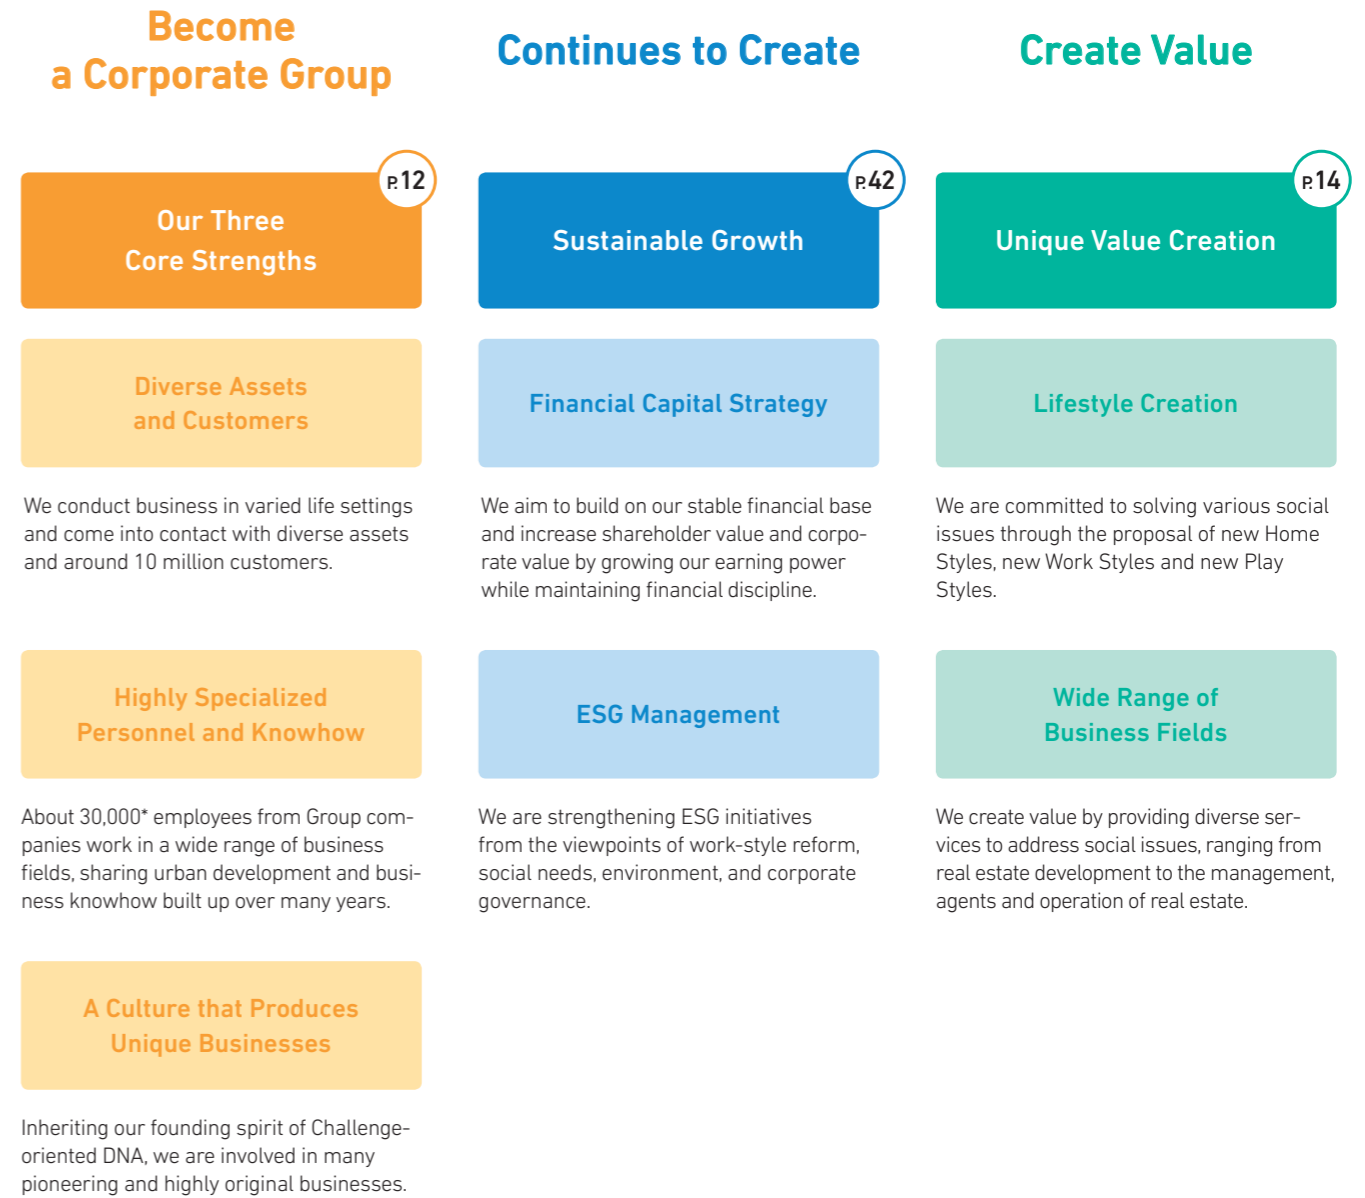 Become
a Corporate Group
P.12
Our Three
Core Strengths
Diverse Assets
and Customers
We conduct business in varied life settings
and come into contact with diverse assets
and around 10 million customers.
Highly Specialized
Personnel and Knowhow
About 30,000* employees from Group com-
panies work in a wide range of business
fields, sharing urban development and busi-
ness knowhow built up over many years.
A Culture that Produces
Unique Businesses
Inheriting our founding spirit of Challenge-
oriented DNA, we are involved in many
pioneering and highly original businesses.
Continues to Create
P.42
Sustainable Growth
Financial Capital Strategy
We aim to build on our stable financial base
and increase shareholder value and corpo-
rate value by growing our earning power
while maintaining financial discipline.
ESG Management
We are strengthening ESG initiatives
from the viewpoints of work-style reform,
social needs, environment, and corporate
governance.
Create Value
P.14
Unique Value Creation
Lifestyle Creation
We are committed to solving various social
issues through the proposal of new Home
Styles, new Work Styles and new Play
Styles.
Wide Range of
Business Fields
We create value by providing diverse ser-
vices to address social issues, ranging from
real estate development to the management,
agents and operation of real estate.